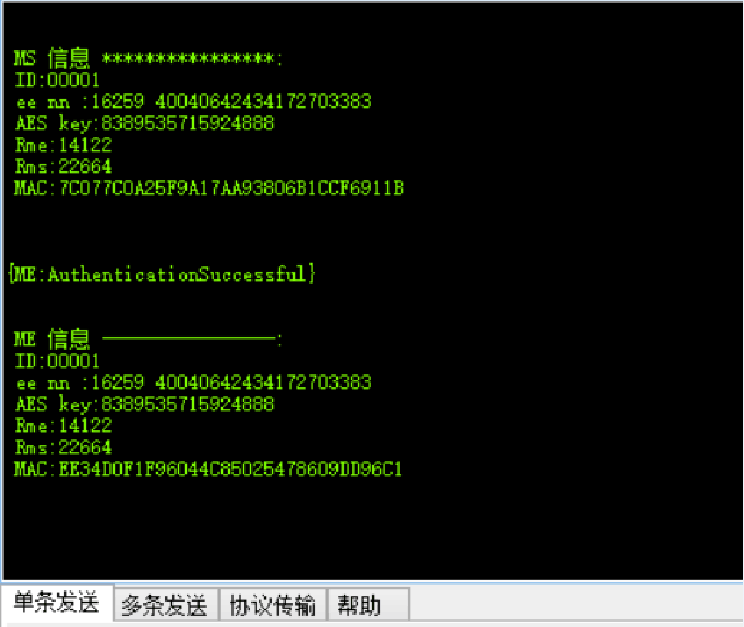 MS 信息 ****************:
ID:00001
ee nn :16259 40040642434172703383
AES key:8389535715924888
Rme:14122
Rms:22664
MAC:7C077C0A25F9A17AA93806B1CCF6911B
{ME:AuthenticationSuccessful}
ME 信息 ————————:
ID:00001
ee nn :16259 40040642434172703383
AES key:8389535715924888
Rme:14122
Rms:22664
MAC:EE34D0F1F96044C85025478609DD96C1
单条发送 多条发送 协议传输 帮助